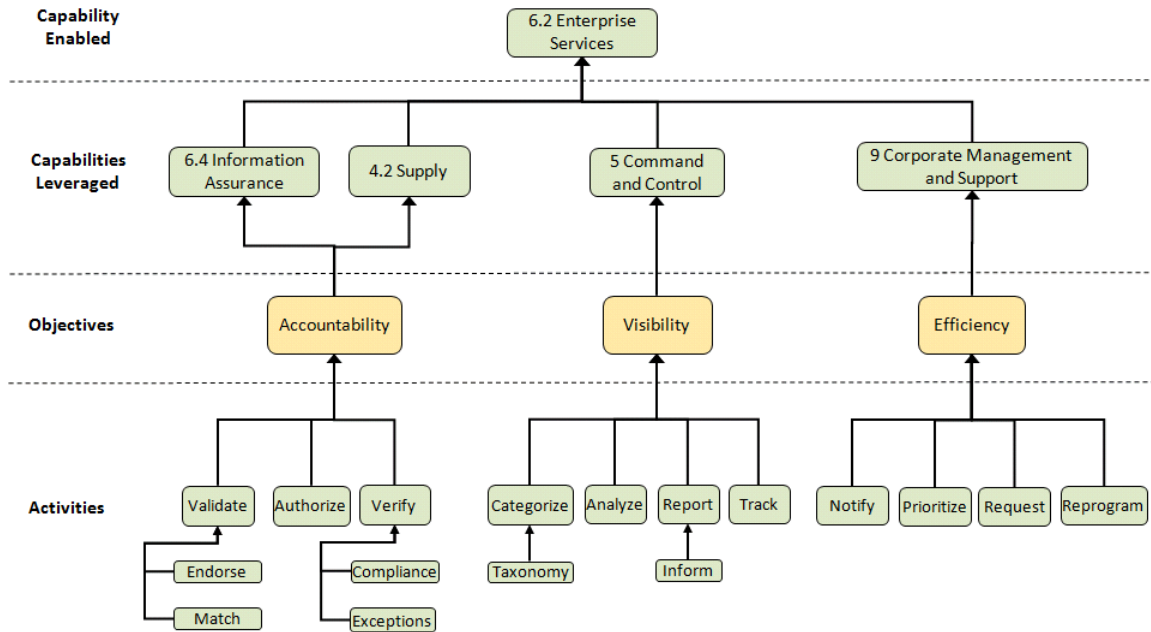 Capability
Enabled
6.2 Enterprise
Services
Capabilities
Leveraged
6.4 Information
Assurance
4.2 Supply
5 Command
and Control
9 Corporate Management
and Support
Objectives
Accountability
Visibility
Efficiency
Activities
Validate
Authorize
Verify
Categorize
Analyze
Report
Track
Notify
Prioritize
Request
Reprogram
Endorse
Compliance
Taxonomy
Inform
Match
Exceptions